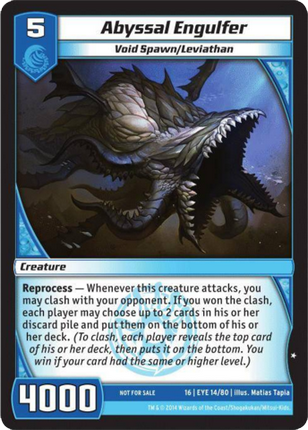 5
Abyssal Engulfer
Void Spawn/Leviathan
Creature
Reprocess — Whenever this creature attacks, you
may clash with your opponent. If you won the clash,
each player may choose up to 2 cards in his or her
discard pile and put them on the bottom of his or
her deck. (To clash, each player reveals the top card
of his or her deck, then puts it on the bottom. You
win if your card had the same or higher level.)
4000
NOT FOR SALE
16 | EYE 14/80 | illus. Matias Tapia
TM & © 2014 Wizards of the Coast/Shogakukan/Mitsui-Kids.